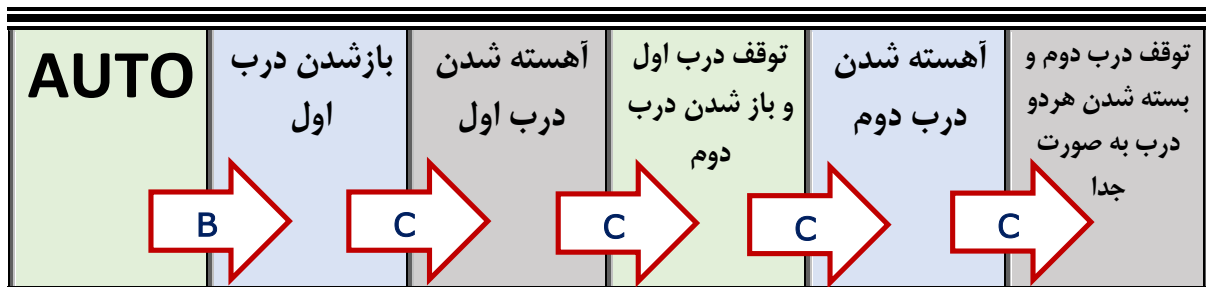 AUTO
بازشدن درب
اول
آهسته شدن
درب اول
توقف درب اول
و باز شدن درب
دوم
آهسته شدن
درب دوم
توقف درب دوم و
بسته شدن هردو
درب به صورت
جدا
B
C
C
C
C